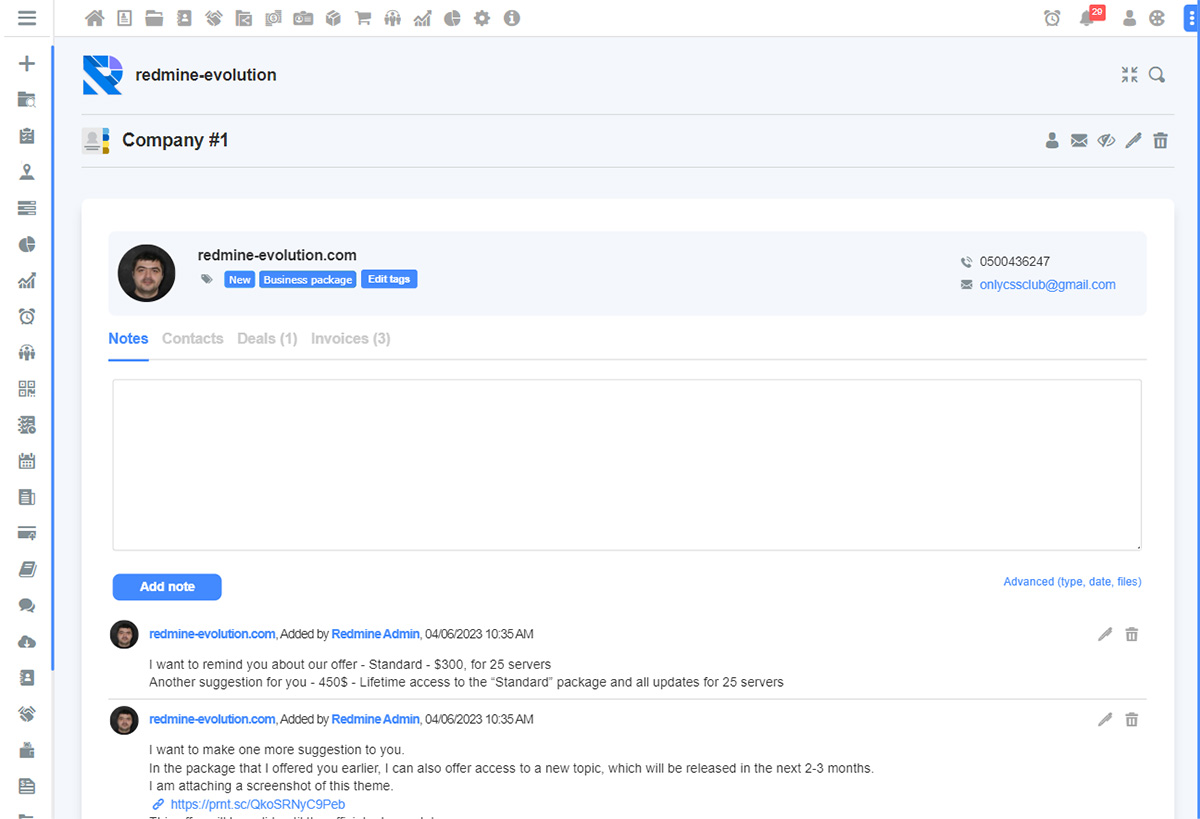 29
redmine-evolution
Company #1
redmine-evolution.com
New Business package Edit tags
0500436247
onlycssclub@gmail.com
Notes Contacts Deals (1) Invoices (3)
Add note
Advanced (type, date, files)
redmine-evolution.com, Added by Redmine Admin, 04/06/2023 10:35 AM
I want to remind you about our offer - Standard - $300, for 25 servers
Another suggestion for you - 450$ - Lifetime access to the “Standard” package and all updates for 25 servers
redmine-evolution.com, Added by Redmine Admin, 04/06/2023 10:35 AM
I want to make one more suggestion to you.
In the package that I offered you earlier, I can also offer access to a new topic, which will be released in the next 2-3 months.
I am attaching a screenshot of this theme.
https://prnt.sc/QkoSRNyC9Peb